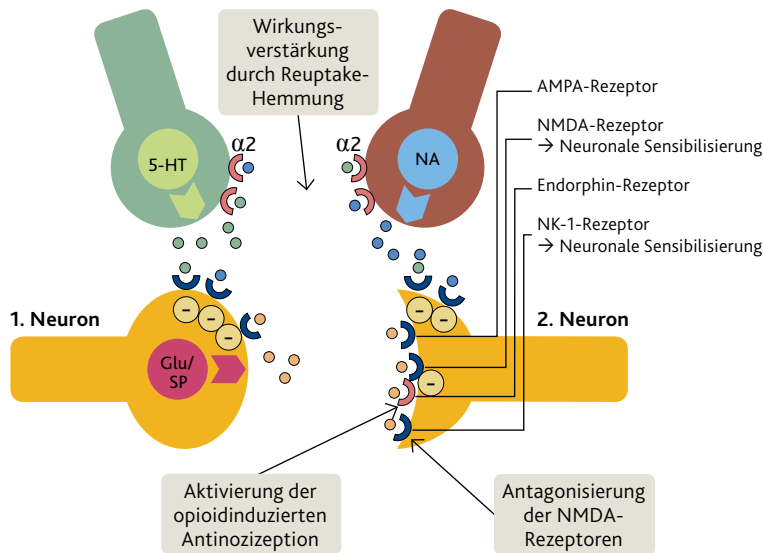 Wirkungs-
verstärkung
durch Reuptake-
Hemmung
α2
α2
5-HT
NA
AMPA-Rezeptor
NMDA-Rezeptor
→ Neuronale Sensibilisierung
Endorphin-Rezeptor
NK-1-Rezeptor
→ Neuronale Sensibilisierung
1. Neuron
2. Neuron
−
−
−
−
−
−
Glu/
SP
Aktivierung der
opioidinduzierten
Antinozizeption
Antagonisierung
der NMDA-
Rezeptoren